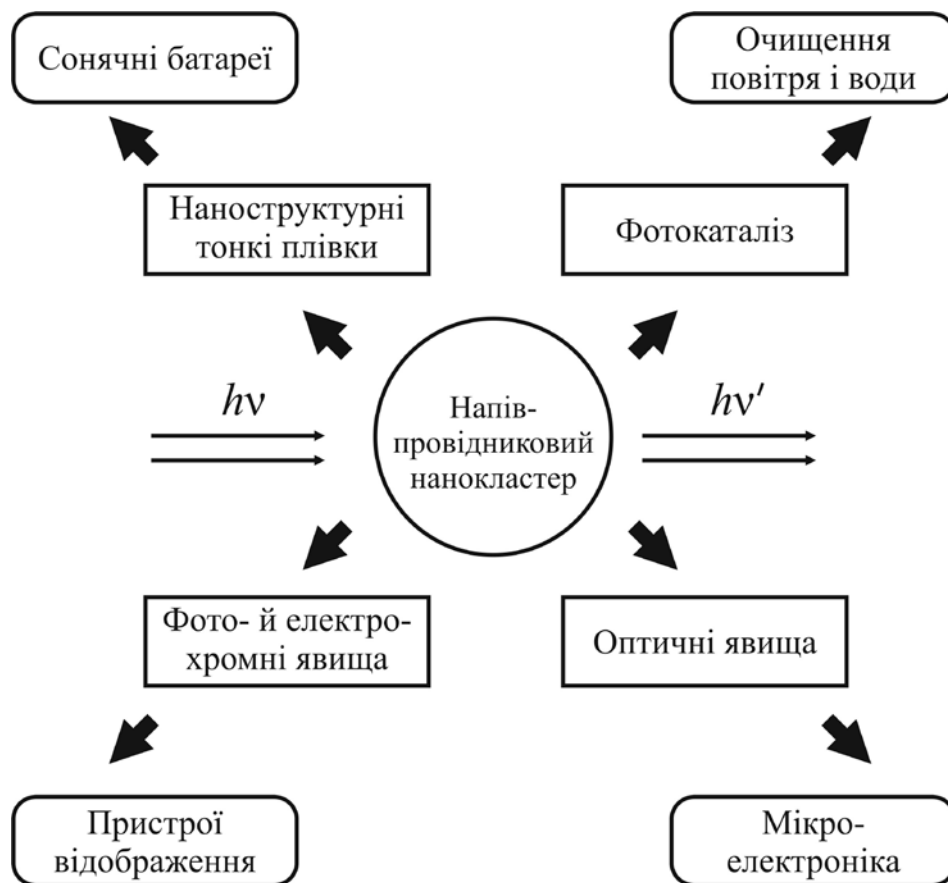 Сонячні батареї
Очищення
повітря і води
Наноструктурні
тонкі плівки
Фотокаталіз
hν
Напів-
провідниковий
нанокластер
hν′
Фото- й електро-
хромні явища
Оптичні явища
Пристрої
відображення
Мікро-
електроніка